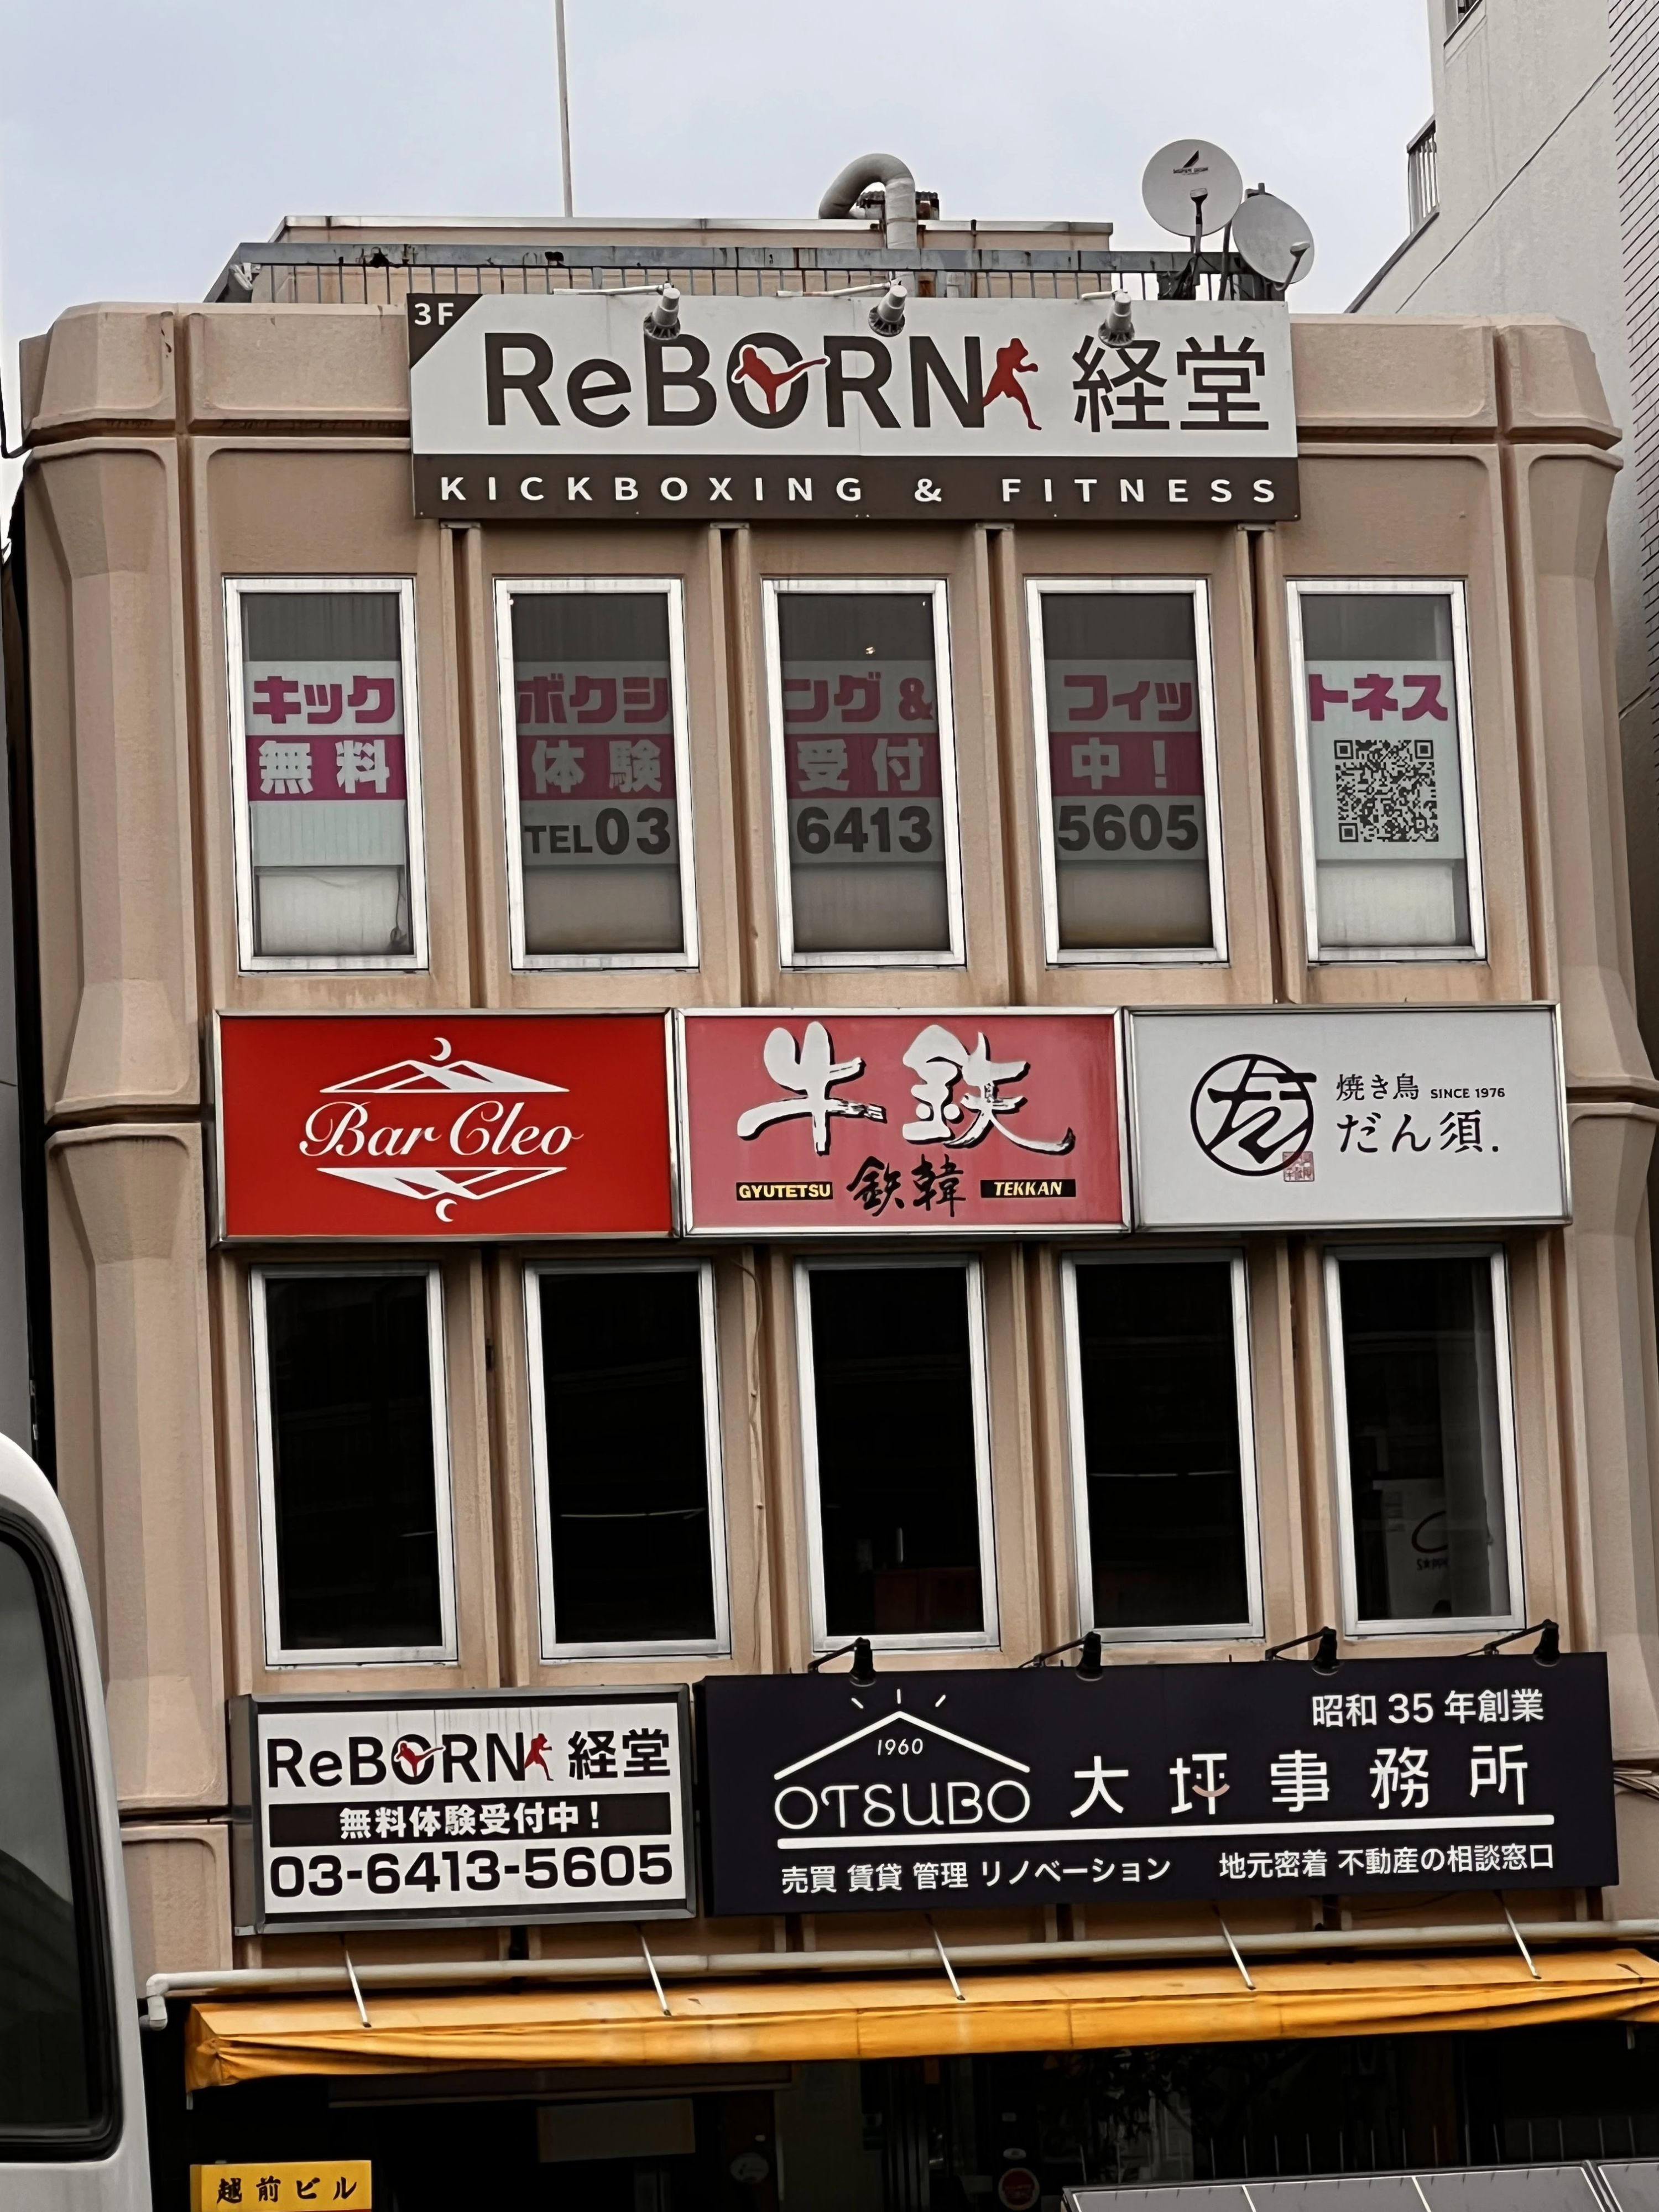 3F
ReBORN 経堂
KICKBOXING & FITNESS
キックボクシング&フィットネス
無料体験受付中!
TEL03 6413 5605
Bar Cleo
牛鉄
GYUTETSU 鉄韓 TEKKAN
焼き鳥 SINCE 1976
だん須.
ReBORN 経堂
無料体験受付中!
03-6413-5605
昭和35年創業
1960
OTSUBO 大坪事務所
売買 賃貸 管理 リノベーション 地元密着 不動産の相談窓口
越前ビル